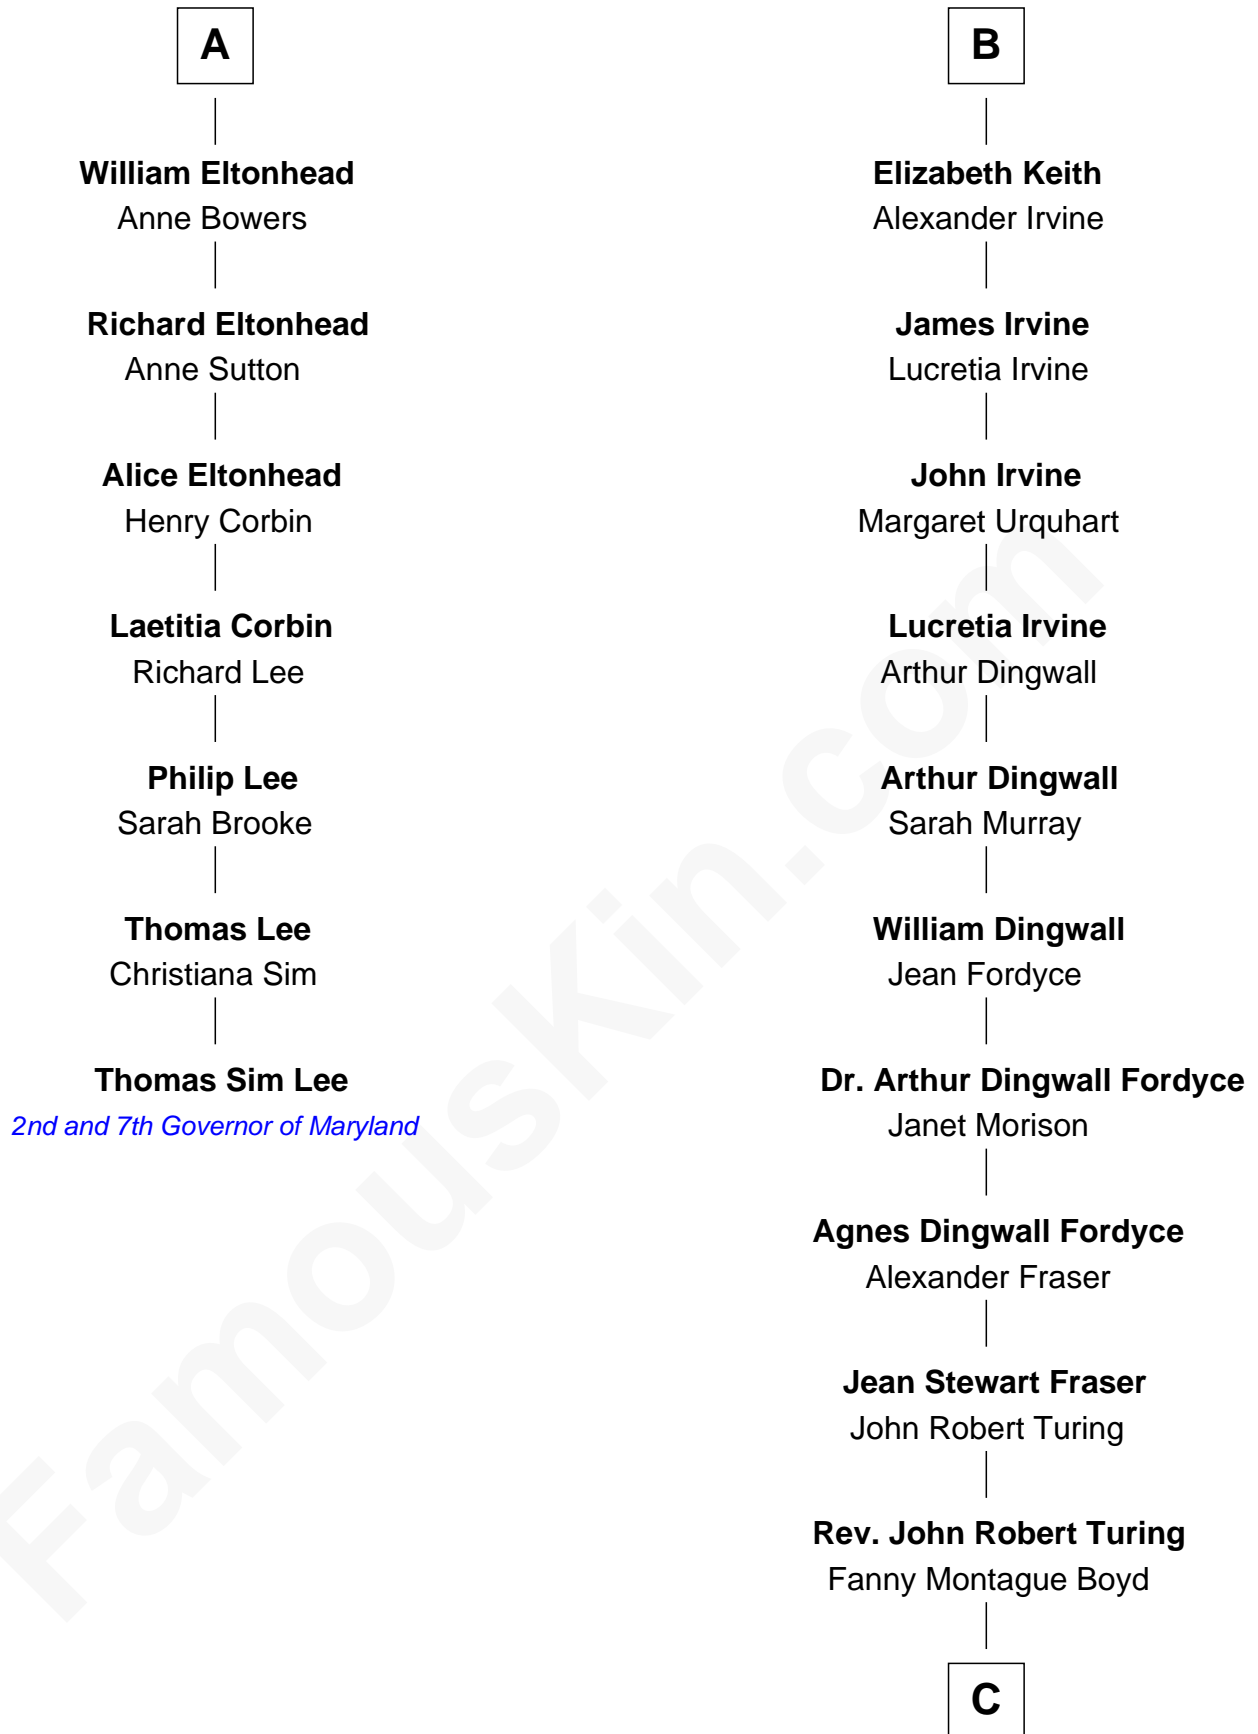 A
William Eltonhead
Anne Bowers
Richard Eltonhead
Anne Sutton
Alice Eltonhead
Henry Corbin
Laetitia Corbin
Richard Lee
Philip Lee
Sarah Brooke
Thomas Lee
Christiana Sim
Thomas Sim Lee
2nd and 7th Governor of Maryland
B
Elizabeth Keith
Alexander Irvine
James Irvine
Lucretia Irvine
John Irvine
Margaret Urquhart
Lucretia Irvine
Arthur Dingwall
Arthur Dingwall
Sarah Murray
William Dingwall
Jean Fordyce
Dr. Arthur Dingwall Fordyce
Janet Morison
Agnes Dingwall Fordyce
Alexander Fraser
Jean Stewart Fraser
John Robert Turing
Rev. John Robert Turing
Fanny Montague Boyd
C
FamousKin.com